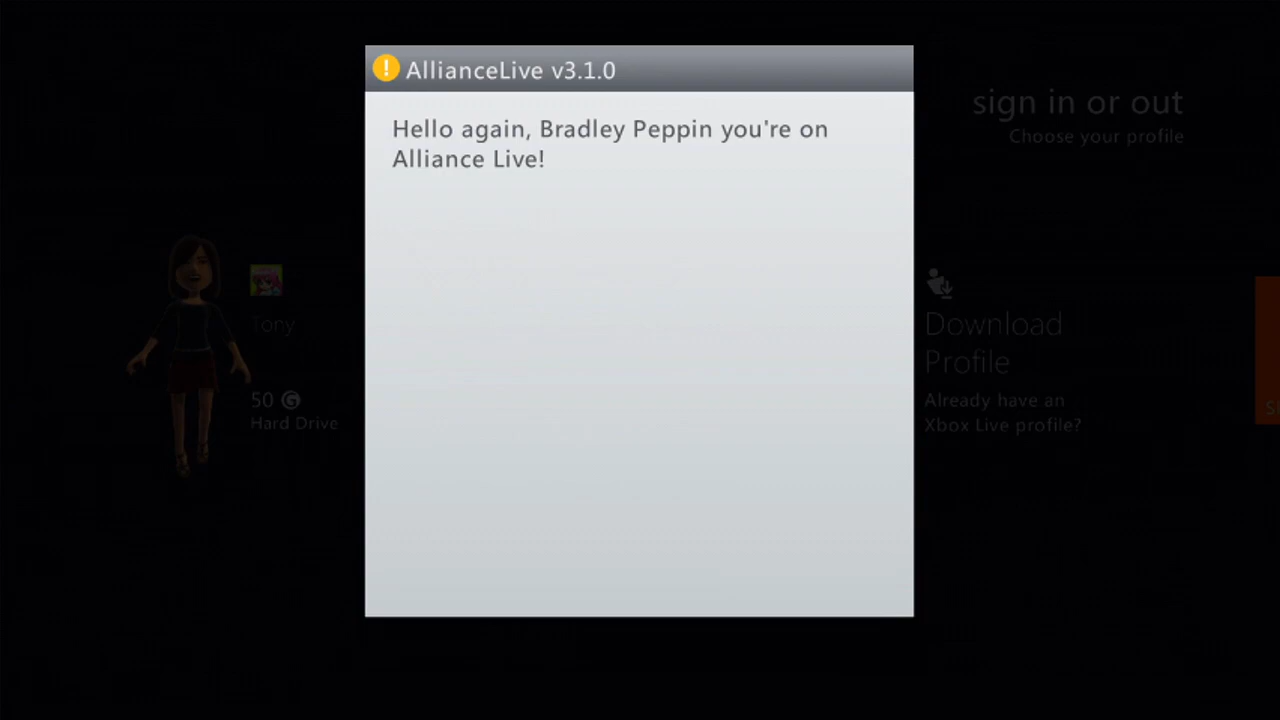 AllianceLive v3.1.0
Hello again, Bradley Peppin you're on
Alliance Live!
sign in or out
Choose your profile
Tony
50 G
Hard Drive
Download
Profile
Already have an
Xbox Live profile?